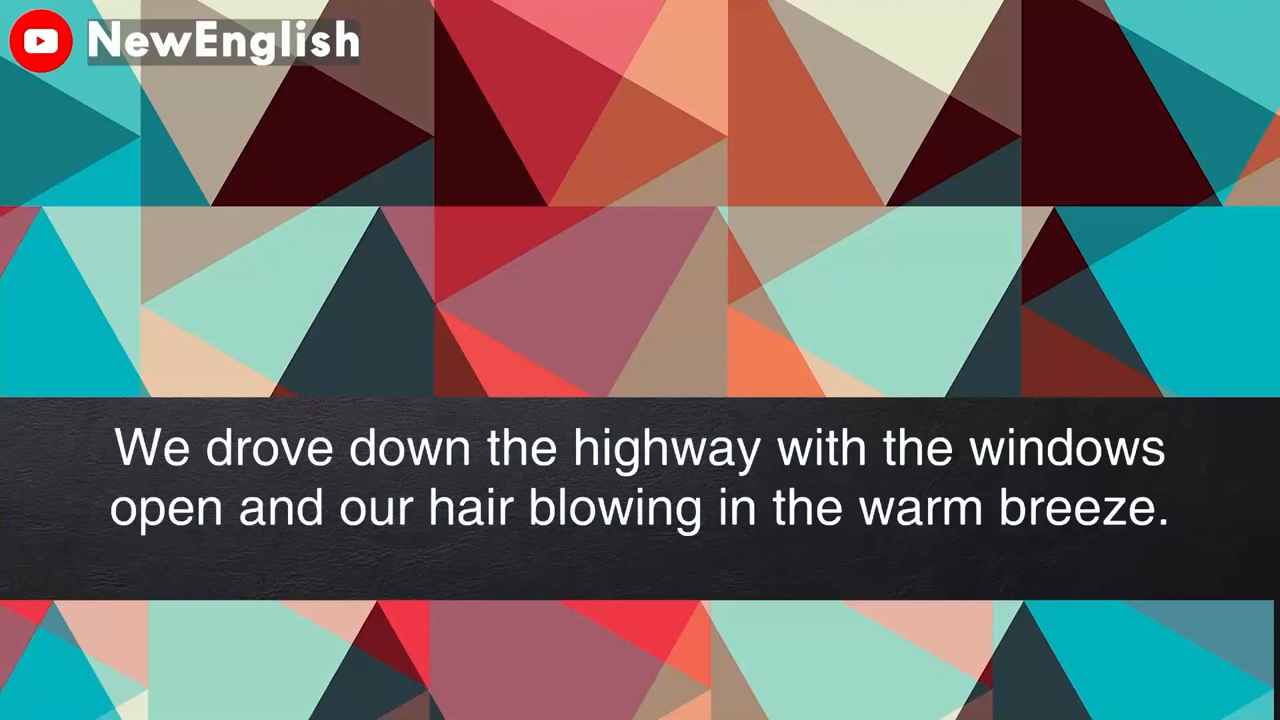 NewEnglish
We drove down the highway with the windows
open and our hair blowing in the warm breeze.